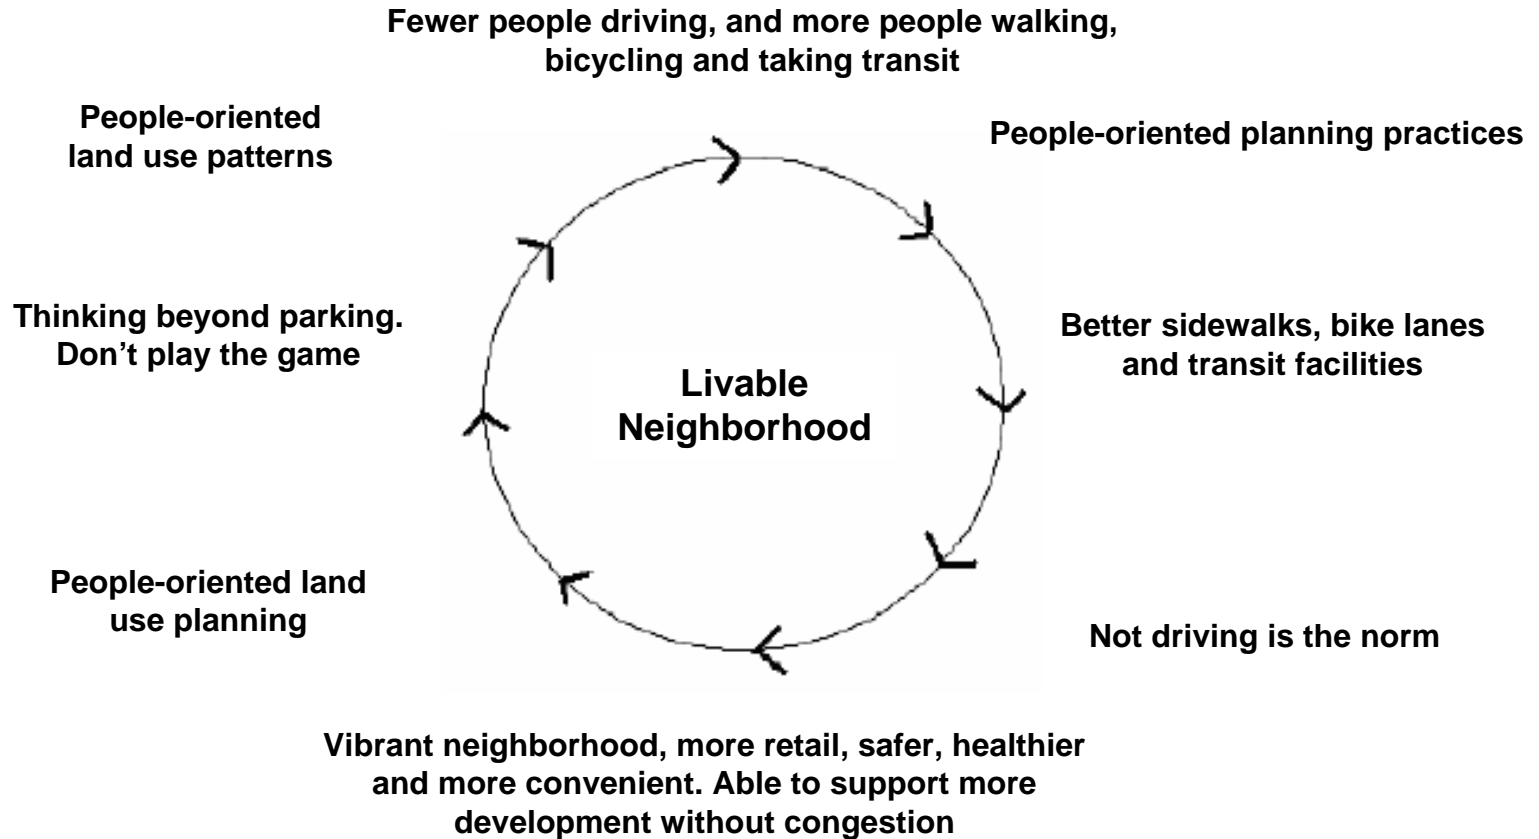 Fewer people driving, and more people walking,
bicycling and taking transit
People-oriented planning practices
Better sidewalks, bike lanes
and transit facilities
Not driving is the norm
Vibrant neighborhood, more retail, safer, healthier
and more convenient. Able to support more
development without congestion
People-oriented land
use planning
Thinking beyond parking.
Don’t play the game
People-oriented
land use patterns
Livable
Neighborhood